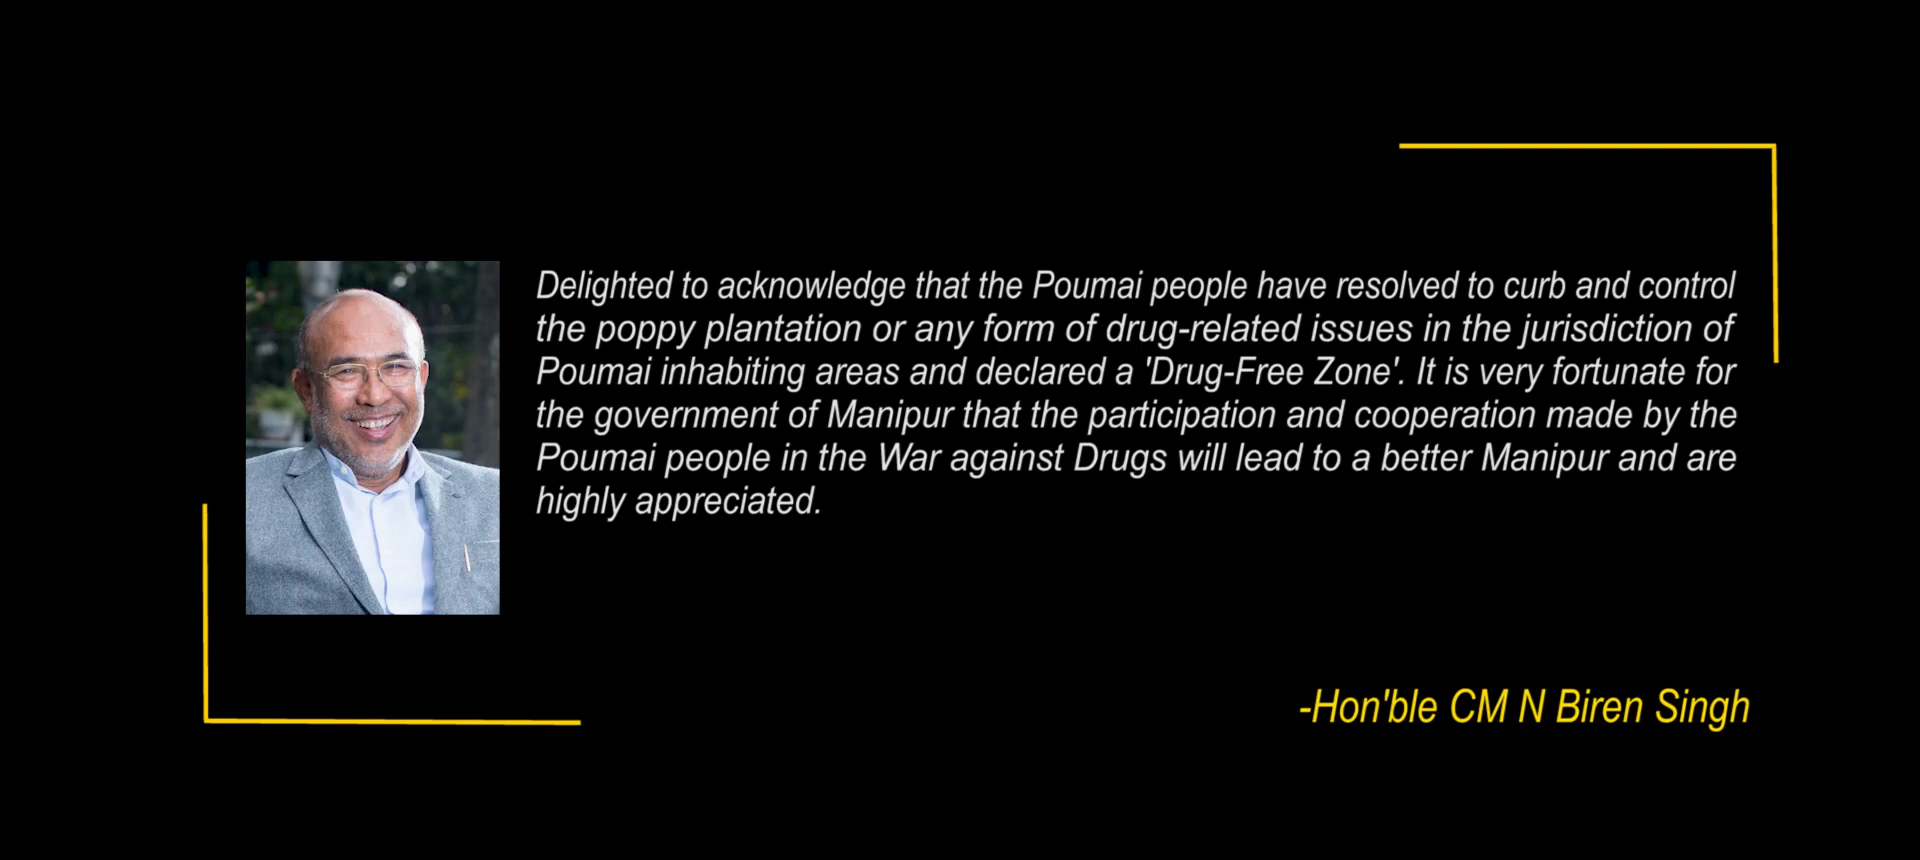 Delighted to acknowledge that the Poumai people have resolved to curb and control
the poppy plantation or any form of drug-related issues in the jurisdiction of
Poumai inhabiting areas and declared a 'Drug-Free Zone'. It is very fortunate for
the government of Manipur that the participation and cooperation made by the
Poumai people in the War against Drugs will lead to a better Manipur and are
highly appreciated.
-Hon'ble CM N Biren Singh